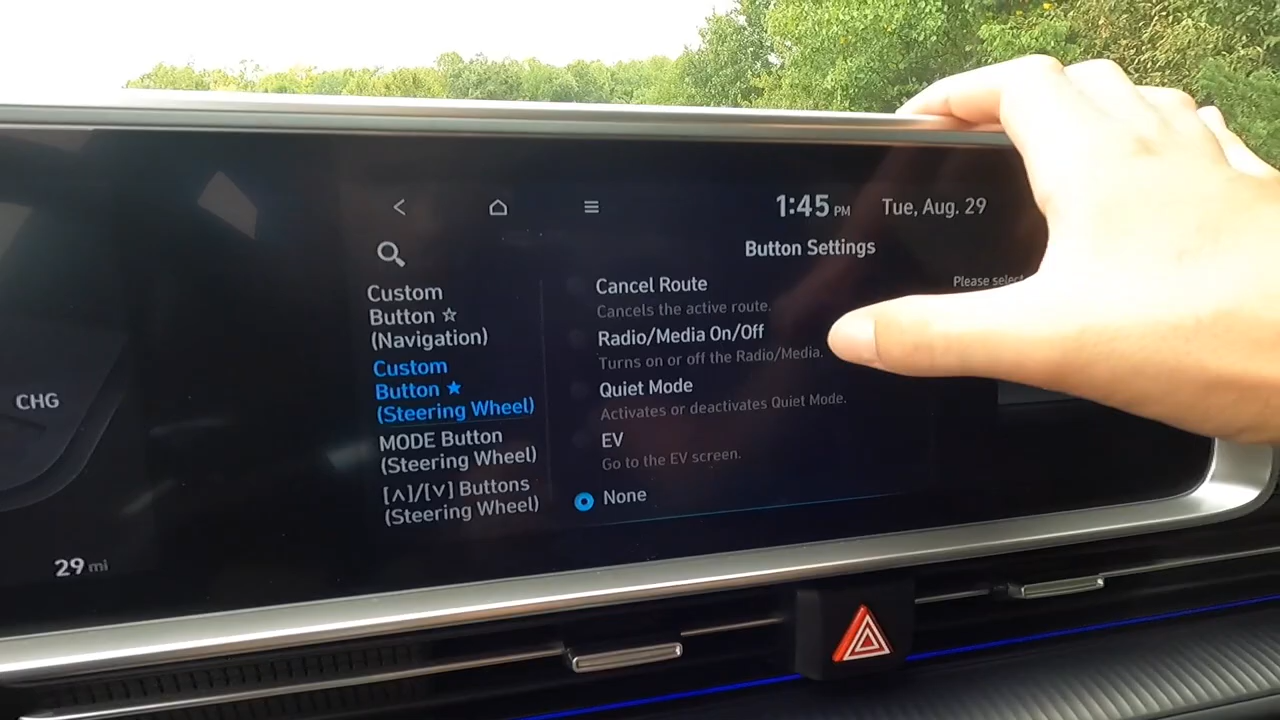 1:45 PM Tue, Aug. 29
Button Settings
Please select
Custom
Button ☆
(Navigation)
Custom
Button ★
(Steering Wheel)
MODE Button
(Steering Wheel)
[∧]/[∨] Buttons
(Steering Wheel)
Cancel Route
Cancels the active route.
Radio/Media On/Off
Turns on or off the Radio/Media.
Quiet Mode
Activates or deactivates Quiet Mode.
EV
Go to the EV screen.
None
CHG
29 mi